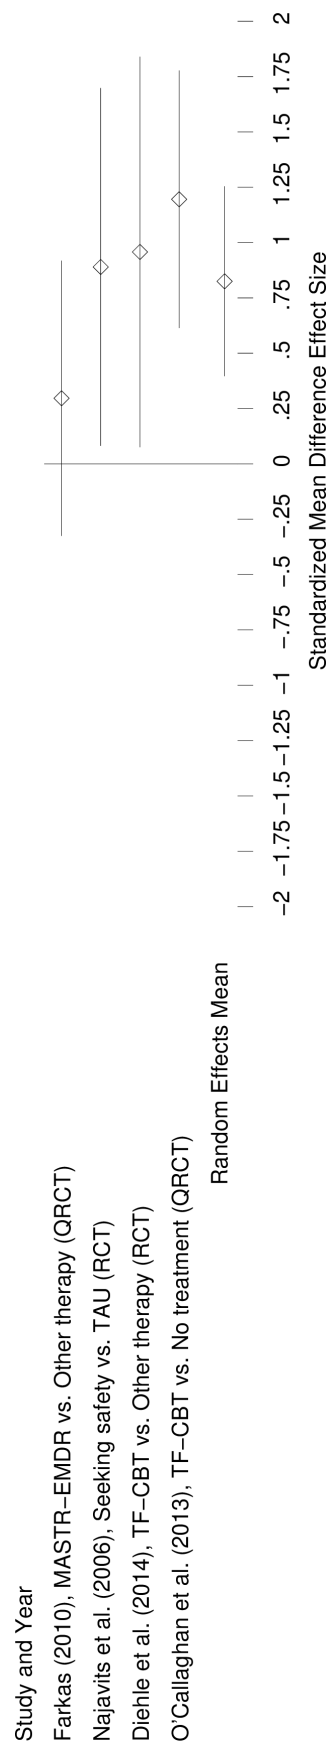 Study and Year
Farkas (2010), MASTR−EMDR vs. Other therapy (QRCT)
Najavits et al. (2006), Seeking safety vs. TAU (RCT)
Diehle et al. (2014), TF−CBT vs. Other therapy (RCT)
O'Callaghan et al. (2013), TF−CBT vs. No treatment (QRCT)
Random Effects Mean
−2 −1.75 −1.5 −1.25 −1 −.75 −.5 −.25 0 .25 .5 .75 1 1.25 1.5 1.75 2
Standardized Mean Difference Effect Size